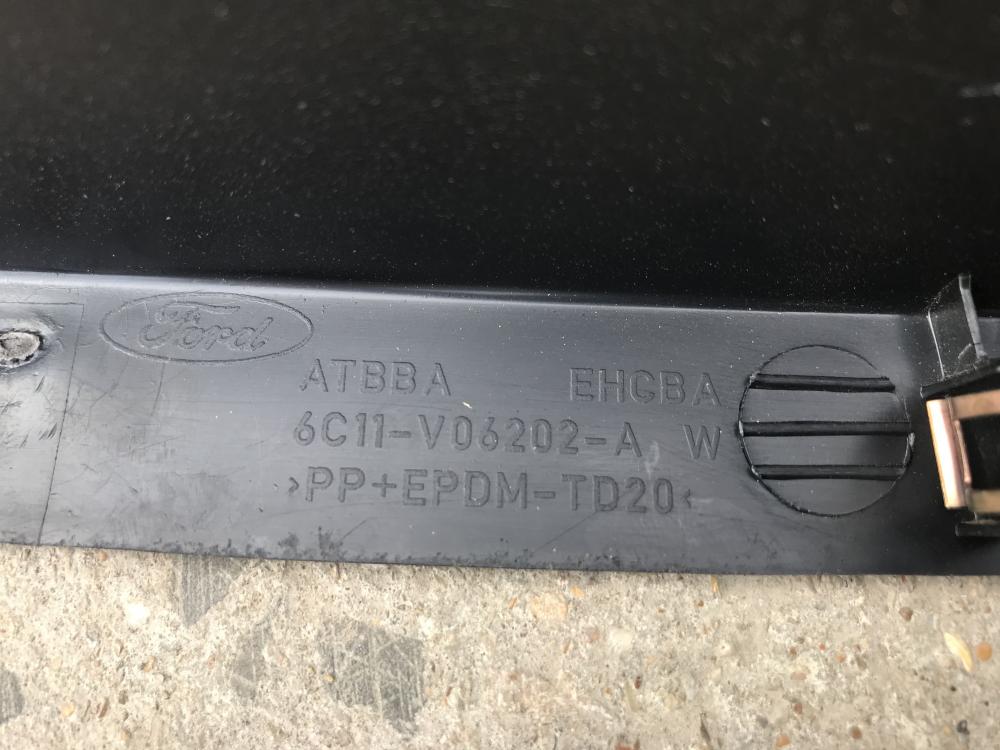 Ford
ATBBA EHCBA
6C11-V06202-A W
>PP+EPDM-TD20<